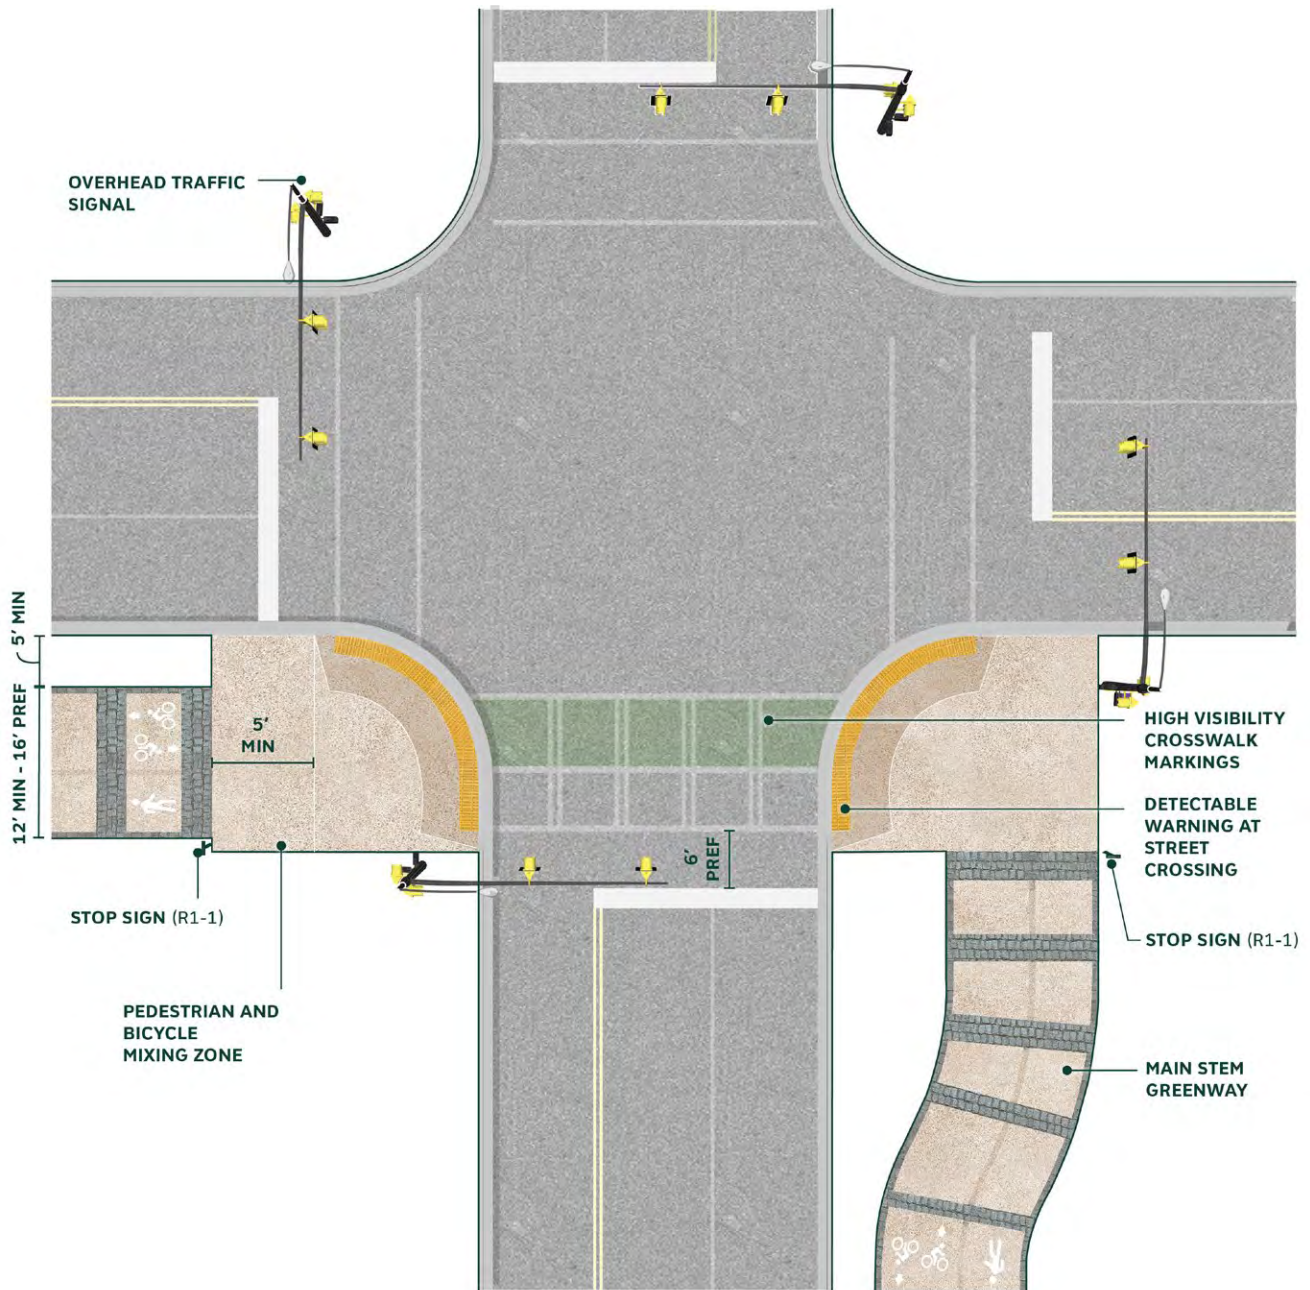 OVERHEAD TRAFFIC
SIGNAL
5' MIN
12' MIN - 16' PREF
5'
MIN
6'
PREF
HIGH VISIBILITY
CROSSWALK
MARKINGS
DETECTABLE
WARNING AT
STREET
CROSSING
STOP SIGN (R1-1)
STOP SIGN (R1-1)
PEDESTRIAN AND
BICYCLE
MIXING ZONE
MAIN STEM
GREENWAY